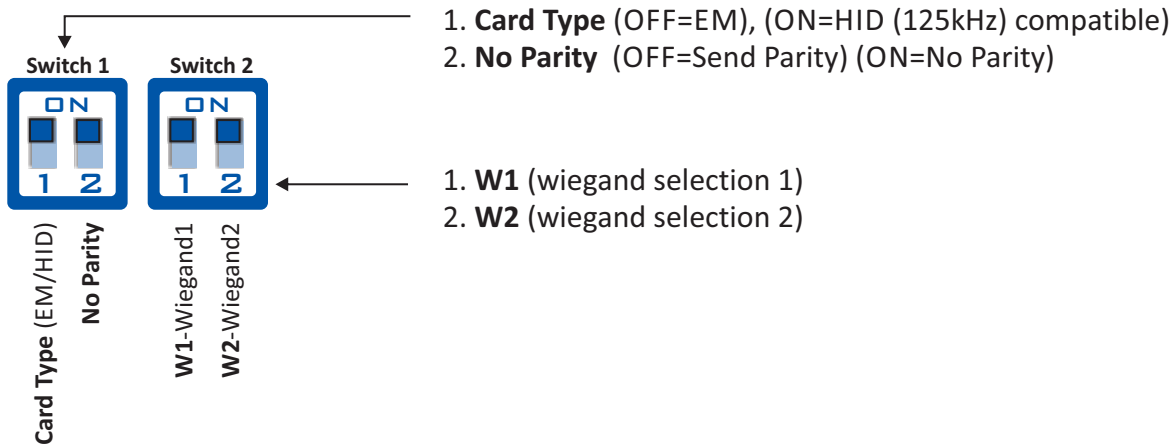 1. Card Type (OFF=EM), (ON=HID (125kHz) compatible)
2. No Parity (OFF=Send Parity) (ON=No Parity)
Switch 1
Switch 2
ON
ON
1 2
1 2
1. W1 (wiegand selection 1)
2. W2 (wiegand selection 2)
Card Type (EM/HID)
No Parity
W1-Wiegand1
W2-Wiegand2